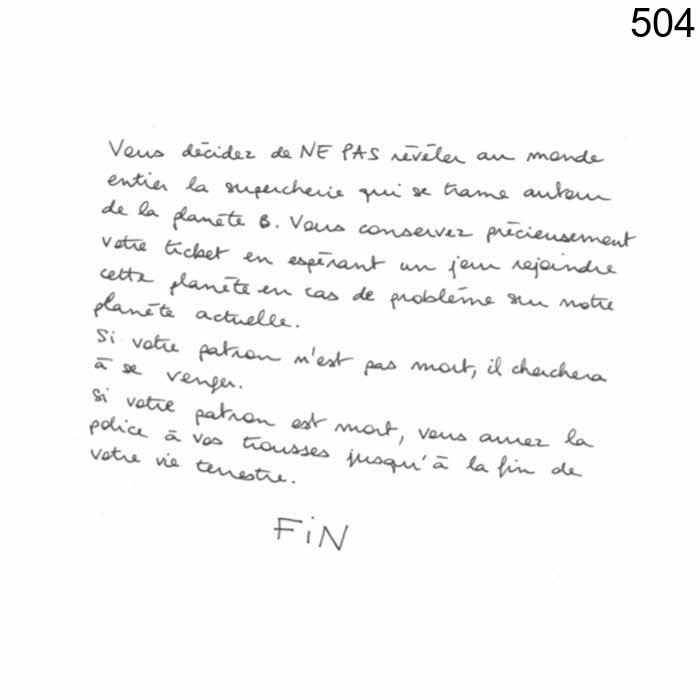 504
Vous décidez de NE PAS révéler au monde
entier la supercherie qui se trame autour
de la planète B. Vous conservez précieusement
votre ticket en espérant un jour rejoindre
cette planète en cas de problème sur notre
planète actuelle.
Si votre patron n'est pas mort, il cherchera
à se venger.
Si votre patron est mort, vous aurez la
police à vos trousses jusqu'à la fin de
votre vie terrestre.
FiN